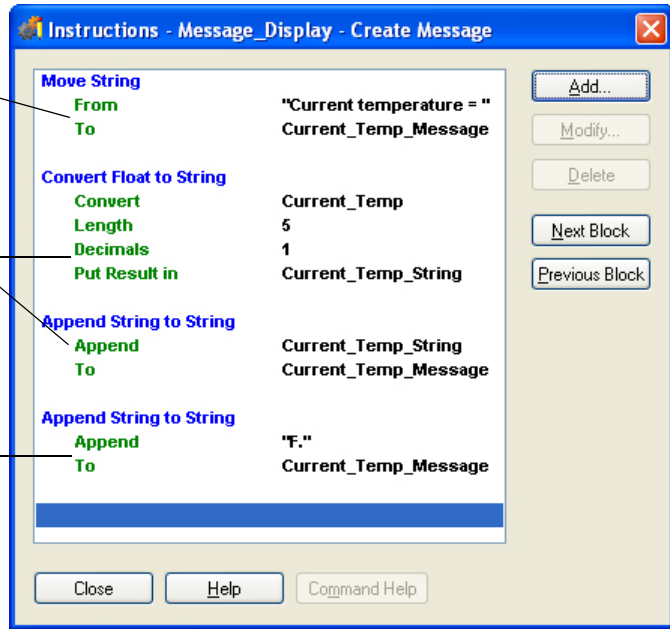 Instructions - Message_Display - Create Message
Move String
From "Current temperature = "
To Current_Temp_Message
Convert Float to String
Convert Current_Temp
Length 5
Decimals 1
Put Result in Current_Temp_String
Append String to String
Append Current_Temp_String
To Current_Temp_Message
Append String to String
Append "F."
To Current_Temp_Message
Add...
Modify...
Delete
Next Block
Previous Block
Close
Help
Command Help